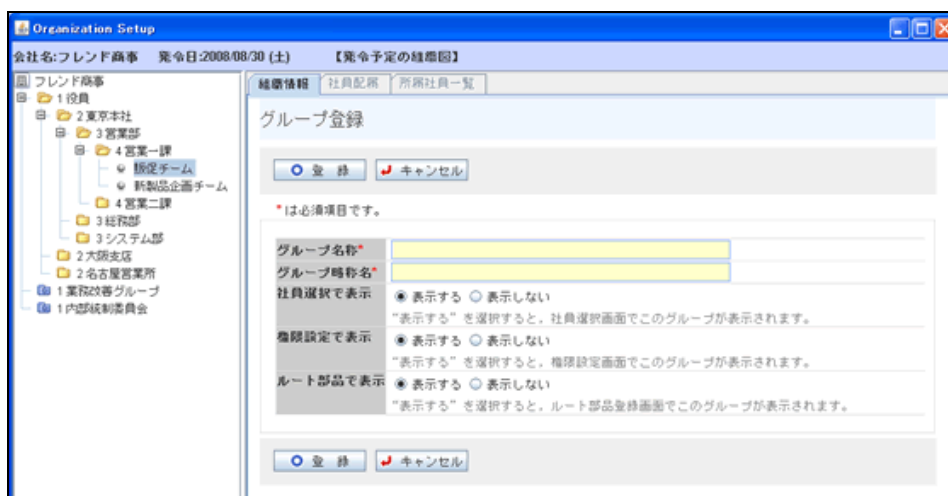 Organization Setup
会社名:フレンド商事 発令日:2008/08/30 (土) 【発令予定の組織図】
フレンド商事
1 役員
2 東京本社
3 営業部
4 営業一課
販促チーム
新製品企画チーム
4 営業二課
3 総務部
3 システム部
2 大阪支店
2 名古屋営業所
1 業務改善グループ
1 内部統制委員会
組織情報 社員配属 所属社員一覧
グループ登録
登 録 キャンセル
*は必須項目です。
グループ名称*
グループ略称名*
社員選択で表示 表示する 表示しない
“表示する” を選択すると、社員選択画面でこのグループが表示されます。
権限設定で表示 表示する 表示しない
“表示する” を選択すると、権限設定画面でこのグループが表示されます。
ルート部品で表示 表示する 表示しない
“表示する” を選択すると、ルート部品登録画面でこのグループが表示されます。
登 録 キャンセル